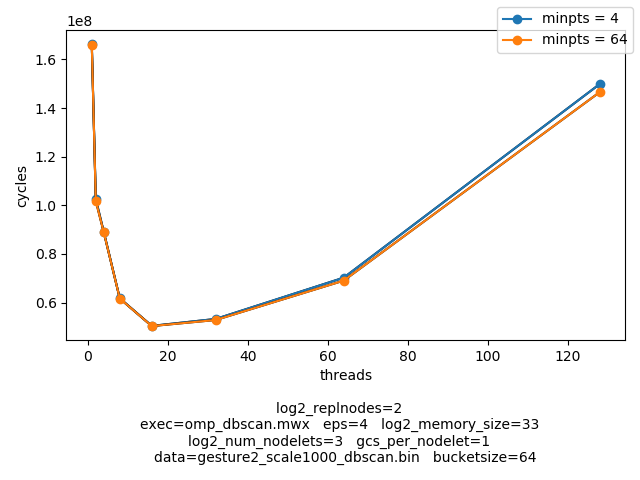 1e8
minpts = 4
minpts = 64
1.6
1.4
1.2
1.0
0.8
0.6
cycles
0 20 40 60 80 100 120
threads
log2_replnodes=2
exec=omp_dbscan.mwx eps=4 log2_memory_size=33
log2_num_nodelets=3 gcs_per_nodelet=1
data=gesture2_scale1000_dbscan.bin bucketsize=64